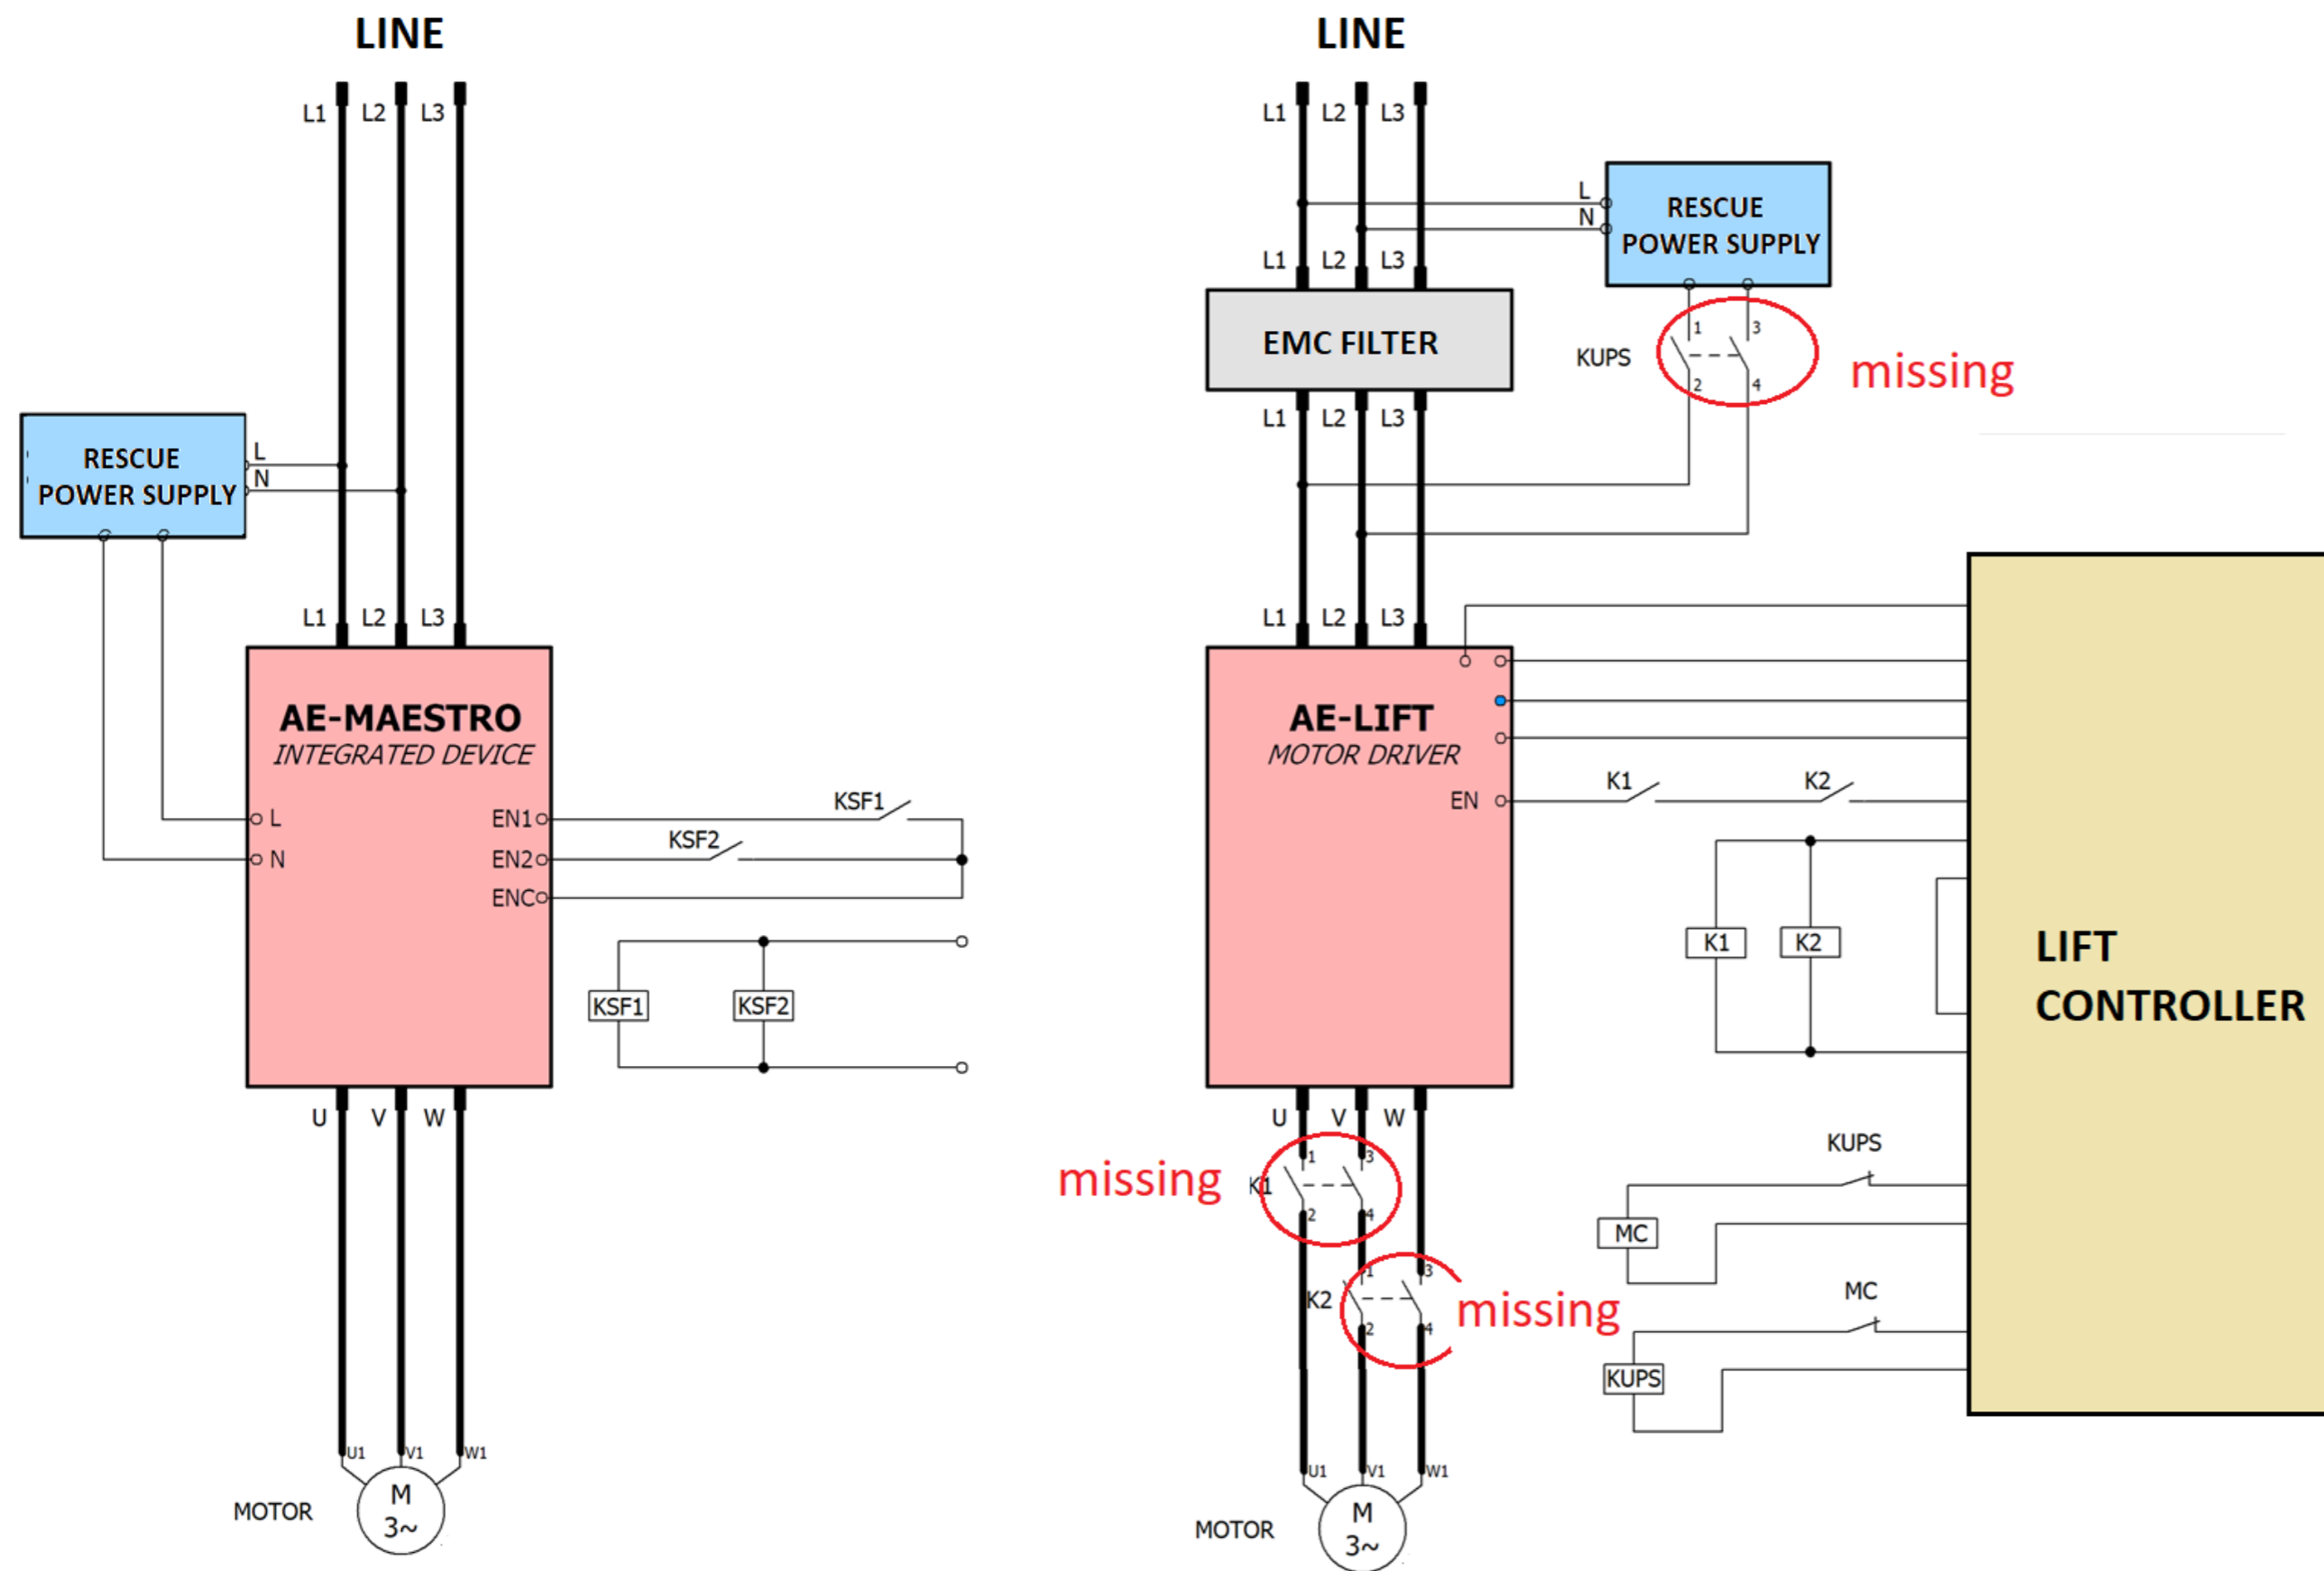 LINE
L1 L2 L3
RESCUE
POWER SUPPLY
L
N
L1 L2 L3
AE-MAESTRO
INTEGRATED DEVICE
L
N
EN1
EN2
ENC
KSF1
KSF2
KSF1 KSF2
U V W
U1 V1 W1
MOTOR
M
3~
LINE
L1 L2 L3
L
N
RESCUE
POWER SUPPLY
L1 L2 L3
EMC FILTER
KUPS
1 3
2 4
missing
L1 L2 L3
L1 L2 L3
AE-LIFT
MOTOR DRIVER
EN
K1 K2
K1 K2
LIFT
CONTROLLER
U V W
missing
K1
1 3
2 4
K2
1 3
2 4
missing
KUPS
MC
MC
KUPS
U1 V1 W1
MOTOR
M
3~